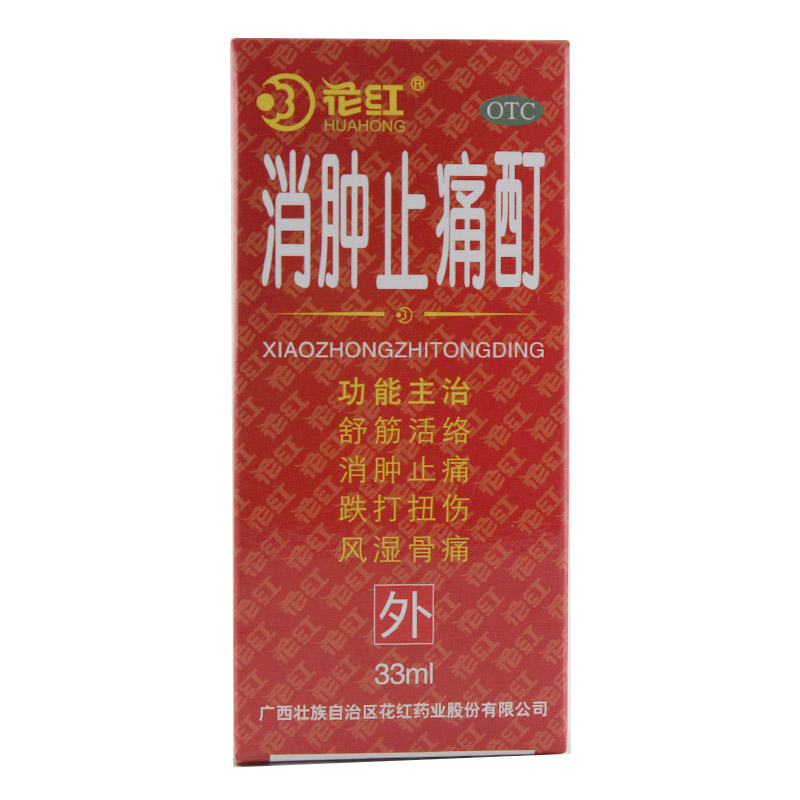 花红®
HUAHONG
OTC
消肿止痛酊
XIAOZHONGZHITONGDING
功能主治
舒筋活络
消肿止痛
跌打扭伤
风湿骨痛
外
33ml
广西壮族自治区花红药业股份有限公司